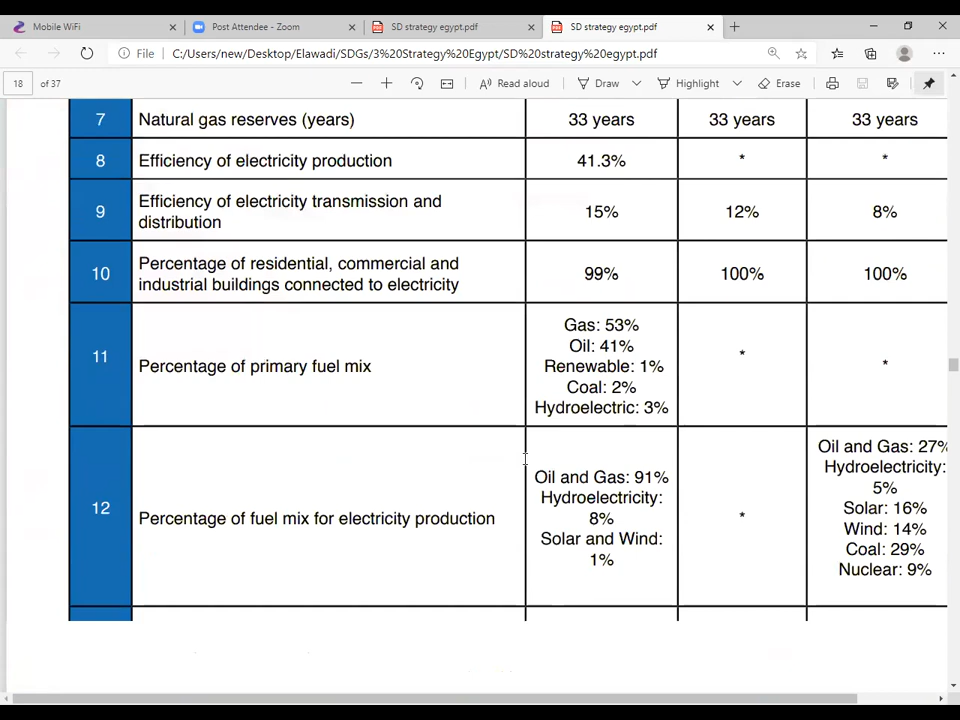 Mobile WiFi
Post Attendee - Zoom
SD strategy egypt.pdf
SD strategy egypt.pdf
File
C:/Users/new/Desktop/Elawadi/SDGs/3%20Strategy%20Egypt/SD%20strategy%20egypt.pdf
18 of 37
Read aloud
Draw
Highlight
Erase
7 Natural gas reserves (years) 33 years 33 years 33 years
8 Efficiency of electricity production 41.3% * *
9 Efficiency of electricity transmission and
distribution
15% 12% 8%
10 Percentage of residential, commercial and
industrial buildings connected to electricity
99% 100% 100%
11 Percentage of primary fuel mix
Gas: 53%
Oil: 41%
Renewable: 1%
Coal: 2%
Hydroelectric: 3%
*
*
12 Percentage of fuel mix for electricity production
Oil and Gas: 91%
Hydroelectricity:
8%
Solar and Wind:
1%
*
Oil and Gas: 27%
Hydroelectricity:
5%
Solar: 16%
Wind: 14%
Coal: 29%
Nuclear: 9%